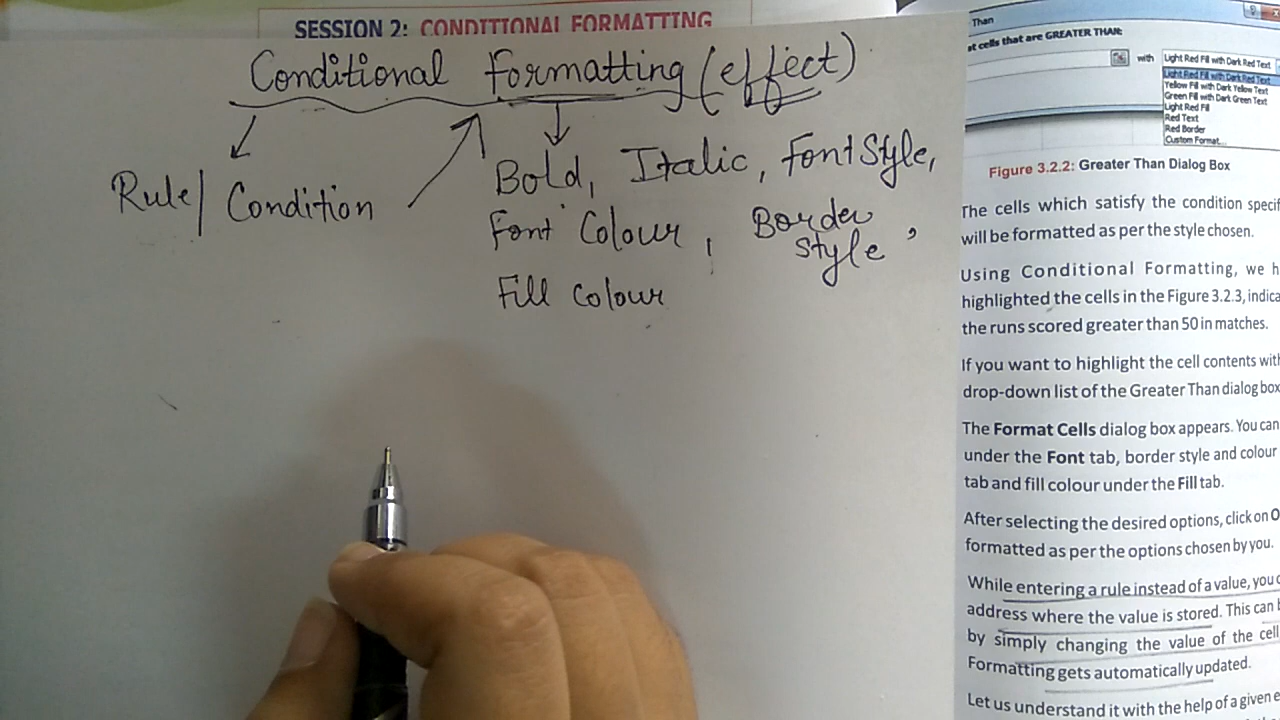 SESSION 2: CONDITIONAL FORMATTING
Conditional Formatting (effect)
Rule/ Condition
Bold, Italic, Font Style,
Font Colour, Border Style,
Fill Colour
Than
cells that are GREATER THAN:
with Light Red Fill with Dark Red Text
Light Red Fill with Dark Red Text
Yellow Fill with Dark Yellow Text
Green Fill with Dark Green Text
Light Red Fill
Red Text
Red Border
Custom Format...
Figure 3.2.2: Greater Than Dialog Box
The cells which satisfy the condition
will be formatted as per the style chosen.
Using Conditional Formatting, we
highlighted the cells in the Figure 3.2.3,
the runs scored greater than 50 in matches.
If you want to highlight the cell contents
drop-down list of the Greater Than dialog box
The Format Cells dialog box appears. You can
under the Font tab, border style and colour
tab and fill colour under the Fill tab.
After selecting the desired options, click on
formatted as per the options chosen by you.
While entering a rule instead of a value, you
address where the value is stored. This can
by simply changing the value of the cell
Formatting gets automatically updated.
Let us understand it with the help of a given